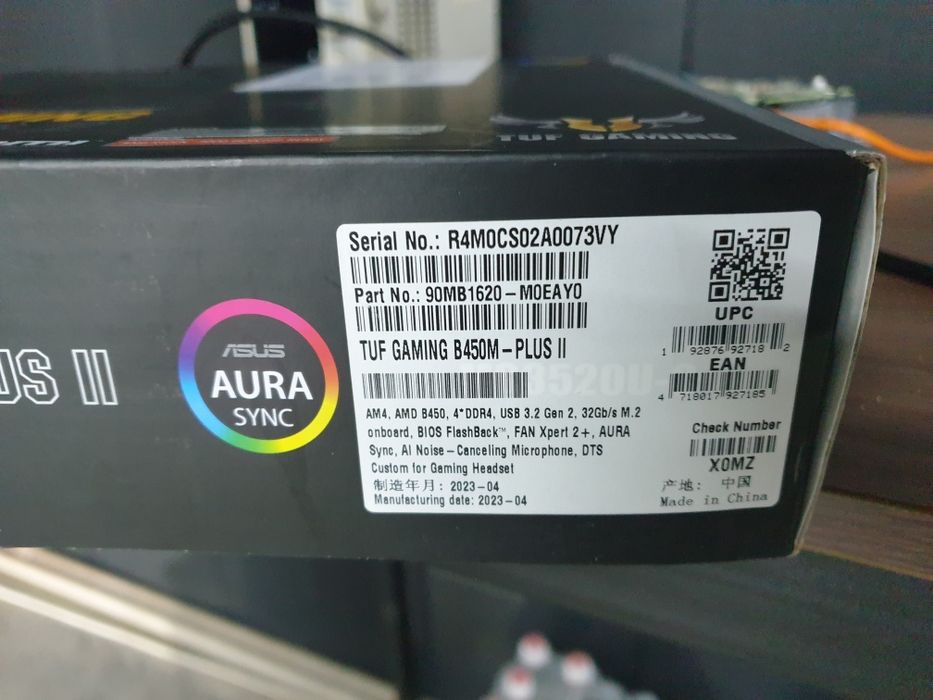 TUF GAMING
US II
ASUS
AURA
SYNC
Serial No.: R4M0CS02A0073VY
Part No.: 90MB1620-M0EAY0
TUF GAMING B450M-PLUS II
AM4, AMD B450, 4*DDR4, USB 3.2 Gen 2, 32Gb/s M.2
onboard, BIOS FlashBack™, FAN Xpert 2+, AURA
Sync, AI Noise-Canceling Microphone, DTS
Custom for Gaming Headset
制造年月: 2023-04
Manufacturing date: 2023-04
UPC
1 92876 92718 2
EAN
4 718017 927185
Check Number
X0MZ
产地: 中国
Made in China